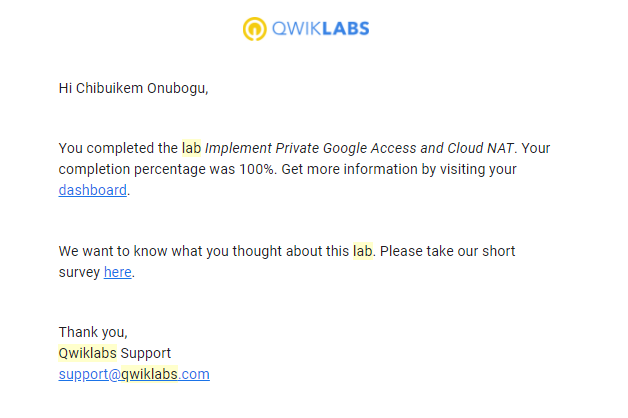 QWIKLABS
Hi Chibuikem Onubogu,
You completed the lab Implement Private Google Access and Cloud NAT. Your
completion percentage was 100%. Get more information by visiting your
dashboard.
We want to know what you thought about this lab. Please take our short
survey here.
Thank you,
Qwiklabs Support
support@qwiklabs.com